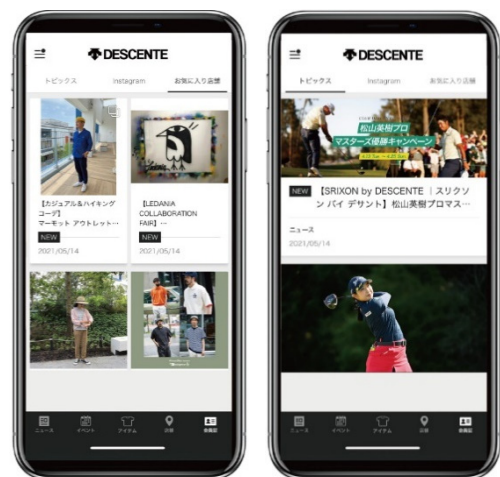 DESCENTE
トピックス
Instagram
お気に入り店舗
【カジュアル＆ハイキング
コーデ】
マーモット アウトレット…
NEW
2021/05/14
【LEDANIA
COLLABORATION
FAIR】…
NEW
2021/05/14
ニュース
イベント
アイテム
店舗
会員証
DESCENTE
トピックス
Instagram
お気に入り店舗
松山英樹プロ
マスターズ優勝キャンペーン
NEW 【SRIXON by DESCENTE ｜スリクソ
ン バイ デサント】松山英樹プロマス…
ニュース
2021/05/14
ニュース
イベント
アイテム
店舗
会員証